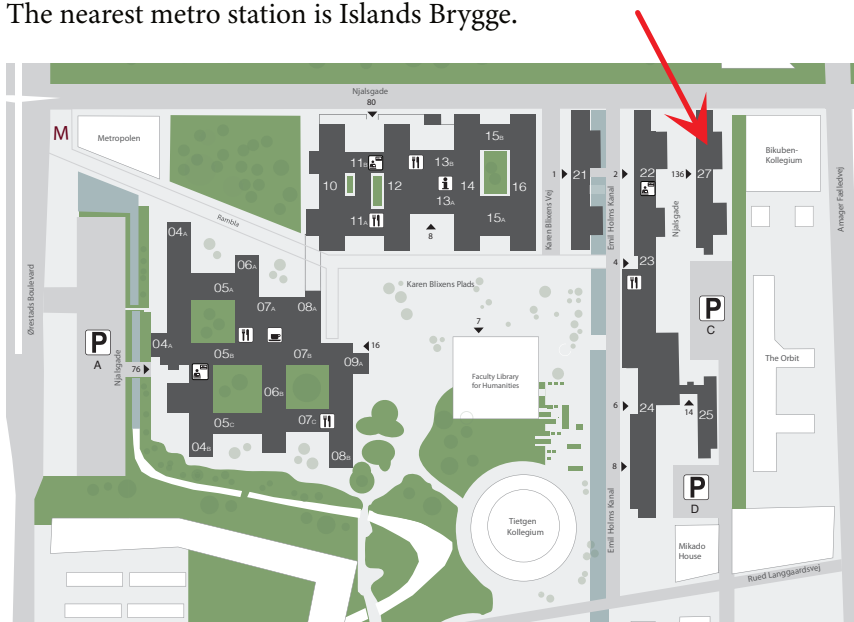 The nearest metro station is Islands Brygge.
Njalsgade
80
M
Metropolen
15B
11B
13B
10
12
14
16
13A
11A
15A
8
1
21
2
22
136
27
Bikuben-
Kollegium
Karen Blixens Vej
Emil Holms Kanal
Njalsgade
Amager Fælledvej
Rambla
04A
06A
05A
07A
08A
Karen Blixens Plads
4
23
Ørestads Boulevard
P
A
Njalsgade
76
04A
05B
07B
16
09A
06B
05C
07C
04B
08B
7
Faculty Library
for Humanities
P
C
The Orbit
6
24
14
25
8
P
D
Emil Holms Kanal
Tietgen
Kollegium
Mikado
House
Rued Langgaardsvej